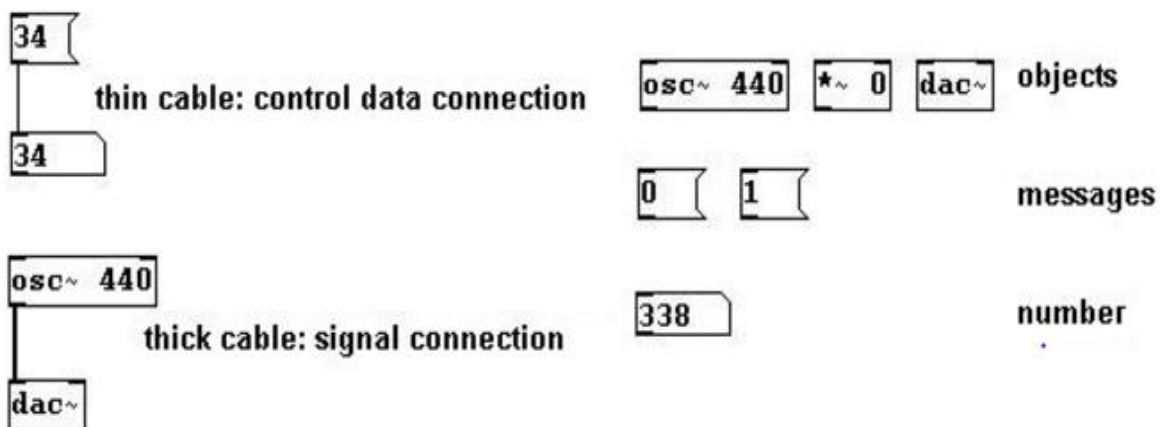 34
thin cable: control data connection
34
osc~ 440
thick cable: signal connection
dac~
osc~ 440 *~ 0 dac~ objects
0 1 messages
338 number